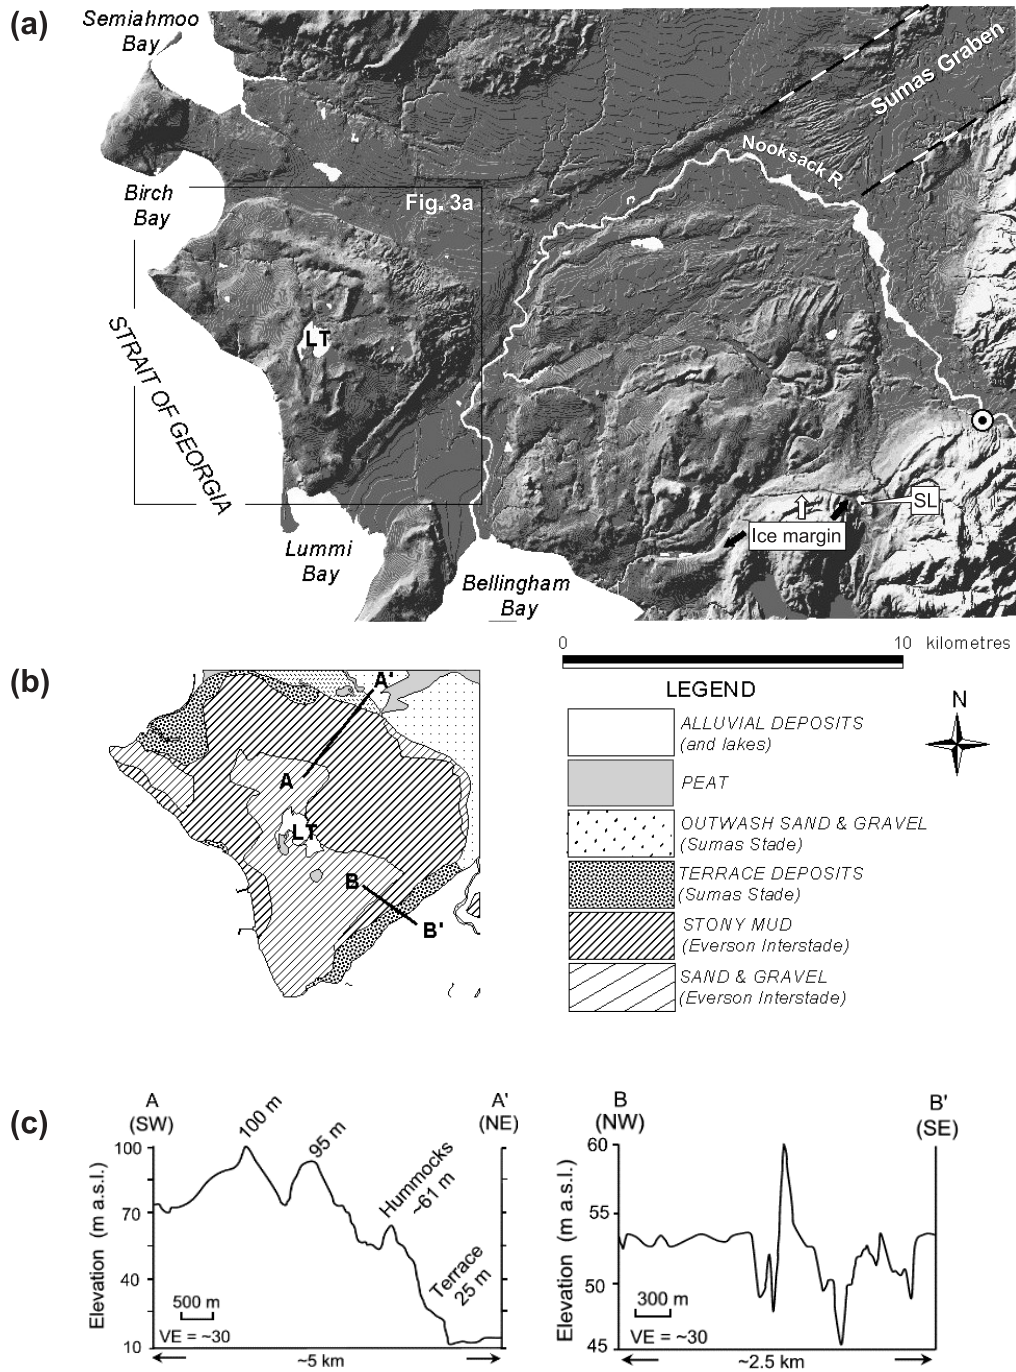 (a)
Semiahmoo
Bay
Sumas Graben
Nooksack R.
Birch
Bay
Fig. 3a
LT
STRAIT OF GEORGIA
SL
Ice margin
Lummi
Bay
Bellingham
Bay
0 10 kilometres
(b)
A'
A
LT
B
B'
LEGEND
N
ALLUVIAL DEPOSITS
(and lakes)
PEAT
OUTWASH SAND & GRAVEL
(Sumas Stade)
TERRACE DEPOSITS
(Sumas Stade)
STONY MUD
(Everson Interstade)
SAND & GRAVEL
(Everson Interstade)
(c)
A
(SW)
A'
(NE)
100 m
95 m
Hummocks
~61 m
Terrace
25 m
Elevation (m a.s.l.)
100
70
40
10
500 m
VE = ~30
~5 km
B
(NW)
B'
(SE)
Elevation (m a.s.l.)
60
55
50
45
300 m
VE = ~30
~2.5 km